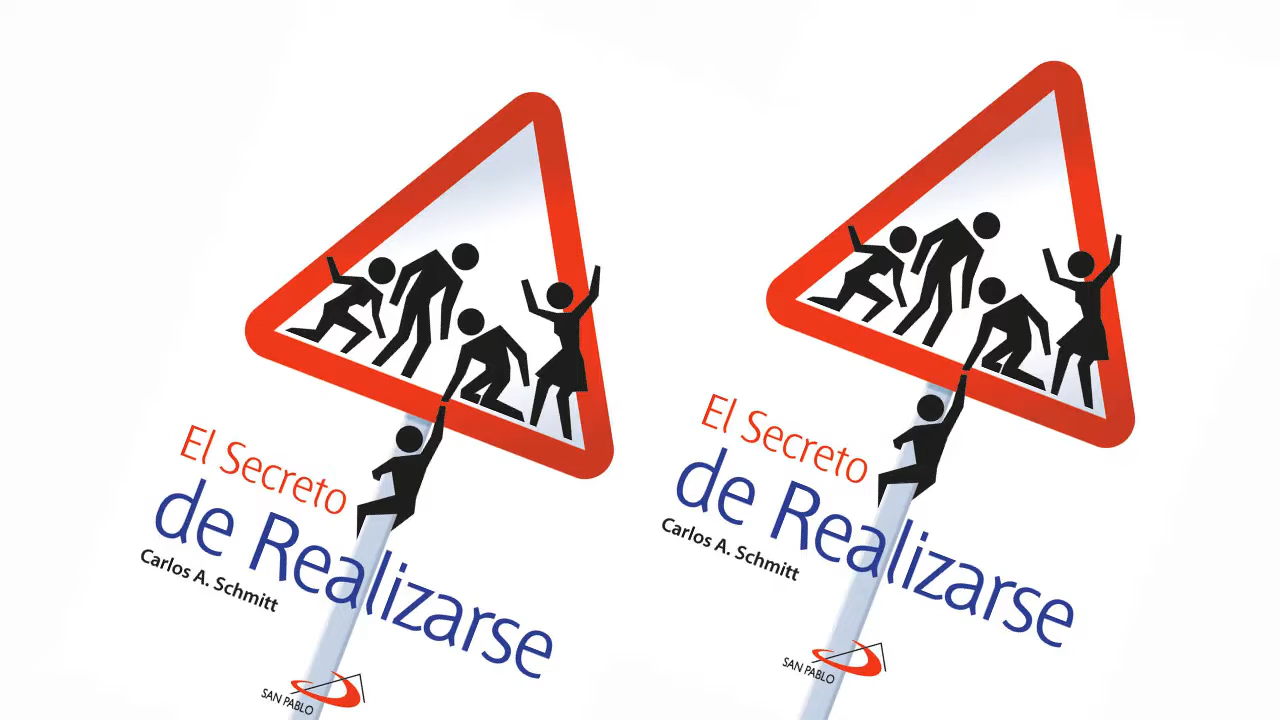 El Secreto
de Realizarse
Carlos A. Schmitt
SAN PABLO
El Secreto
de Realizarse
Carlos A. Schmitt
SAN PABLO